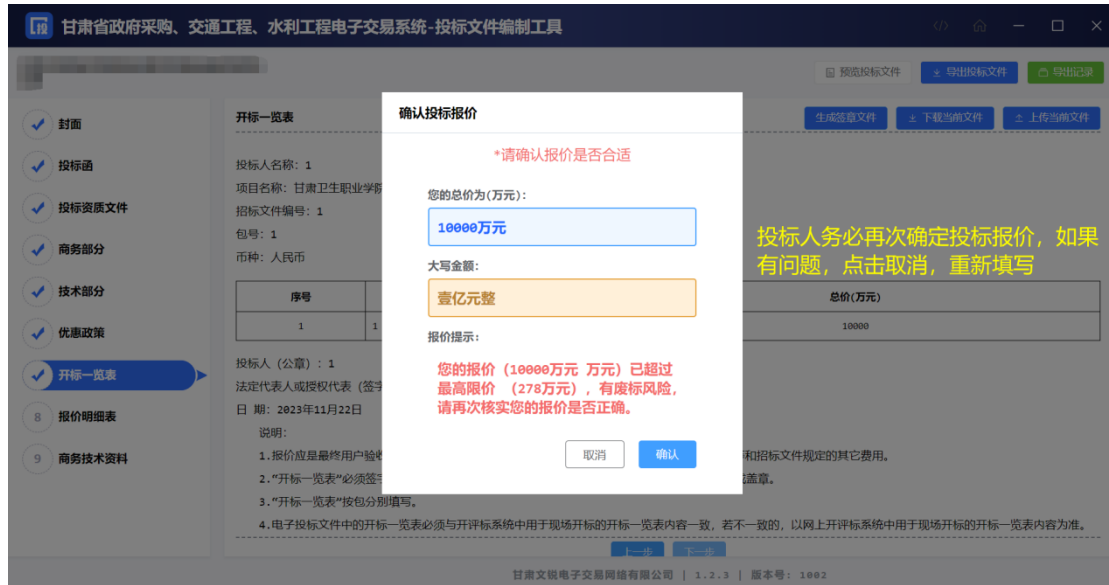 投 甘肃省政府采购、交通工程、水利工程电子交易系统-投标文件编制工具
预览投标文件 导出投标文件 导出记录
封面
投标函
投标资质文件
商务部分
技术部分
优惠政策
开标一览表
8 报价明细表
9 商务技术资料
开标一览表
生成签章文件 下载当前文件 上传当前文件
投标人名称: 1
项目名称: 甘肃卫生职业学院
招标文件编号: 1
包号: 1
币种: 人民币
序号 总价(万元)
1 1 10000
投标人（公章）: 1
法定代表人或授权代表（签字
日 期: 2023年11月22日
说明:
1.报价应是最终用户验收 和招标文件规定的其它费用。
2.“开标一览表”必须签字 盖章。
3.“开标一览表”按包分别填写。
4.电子投标文件中的开标一览表必须与开评标系统中用于现场开标的开标一览表内容一致, 若不一致的, 以网上开评标系统中用于现场开标的开标一览表内容为准。
上一步 下一步
确认投标报价
*请确认报价是否合适
您的总价为(万元):
10000万元
大写金额:
壹亿元整
报价提示:
您的报价（10000万元 万元）已超过
最高限价 （278万元）, 有废标风险,
请再次核实您的报价是否正确。
取消 确认
投标人务必再次确定投标报价，如果
有问题，点击取消，重新填写
甘肃文锐电子交易网络有限公司 | 1.2.3 | 版本号: 1002